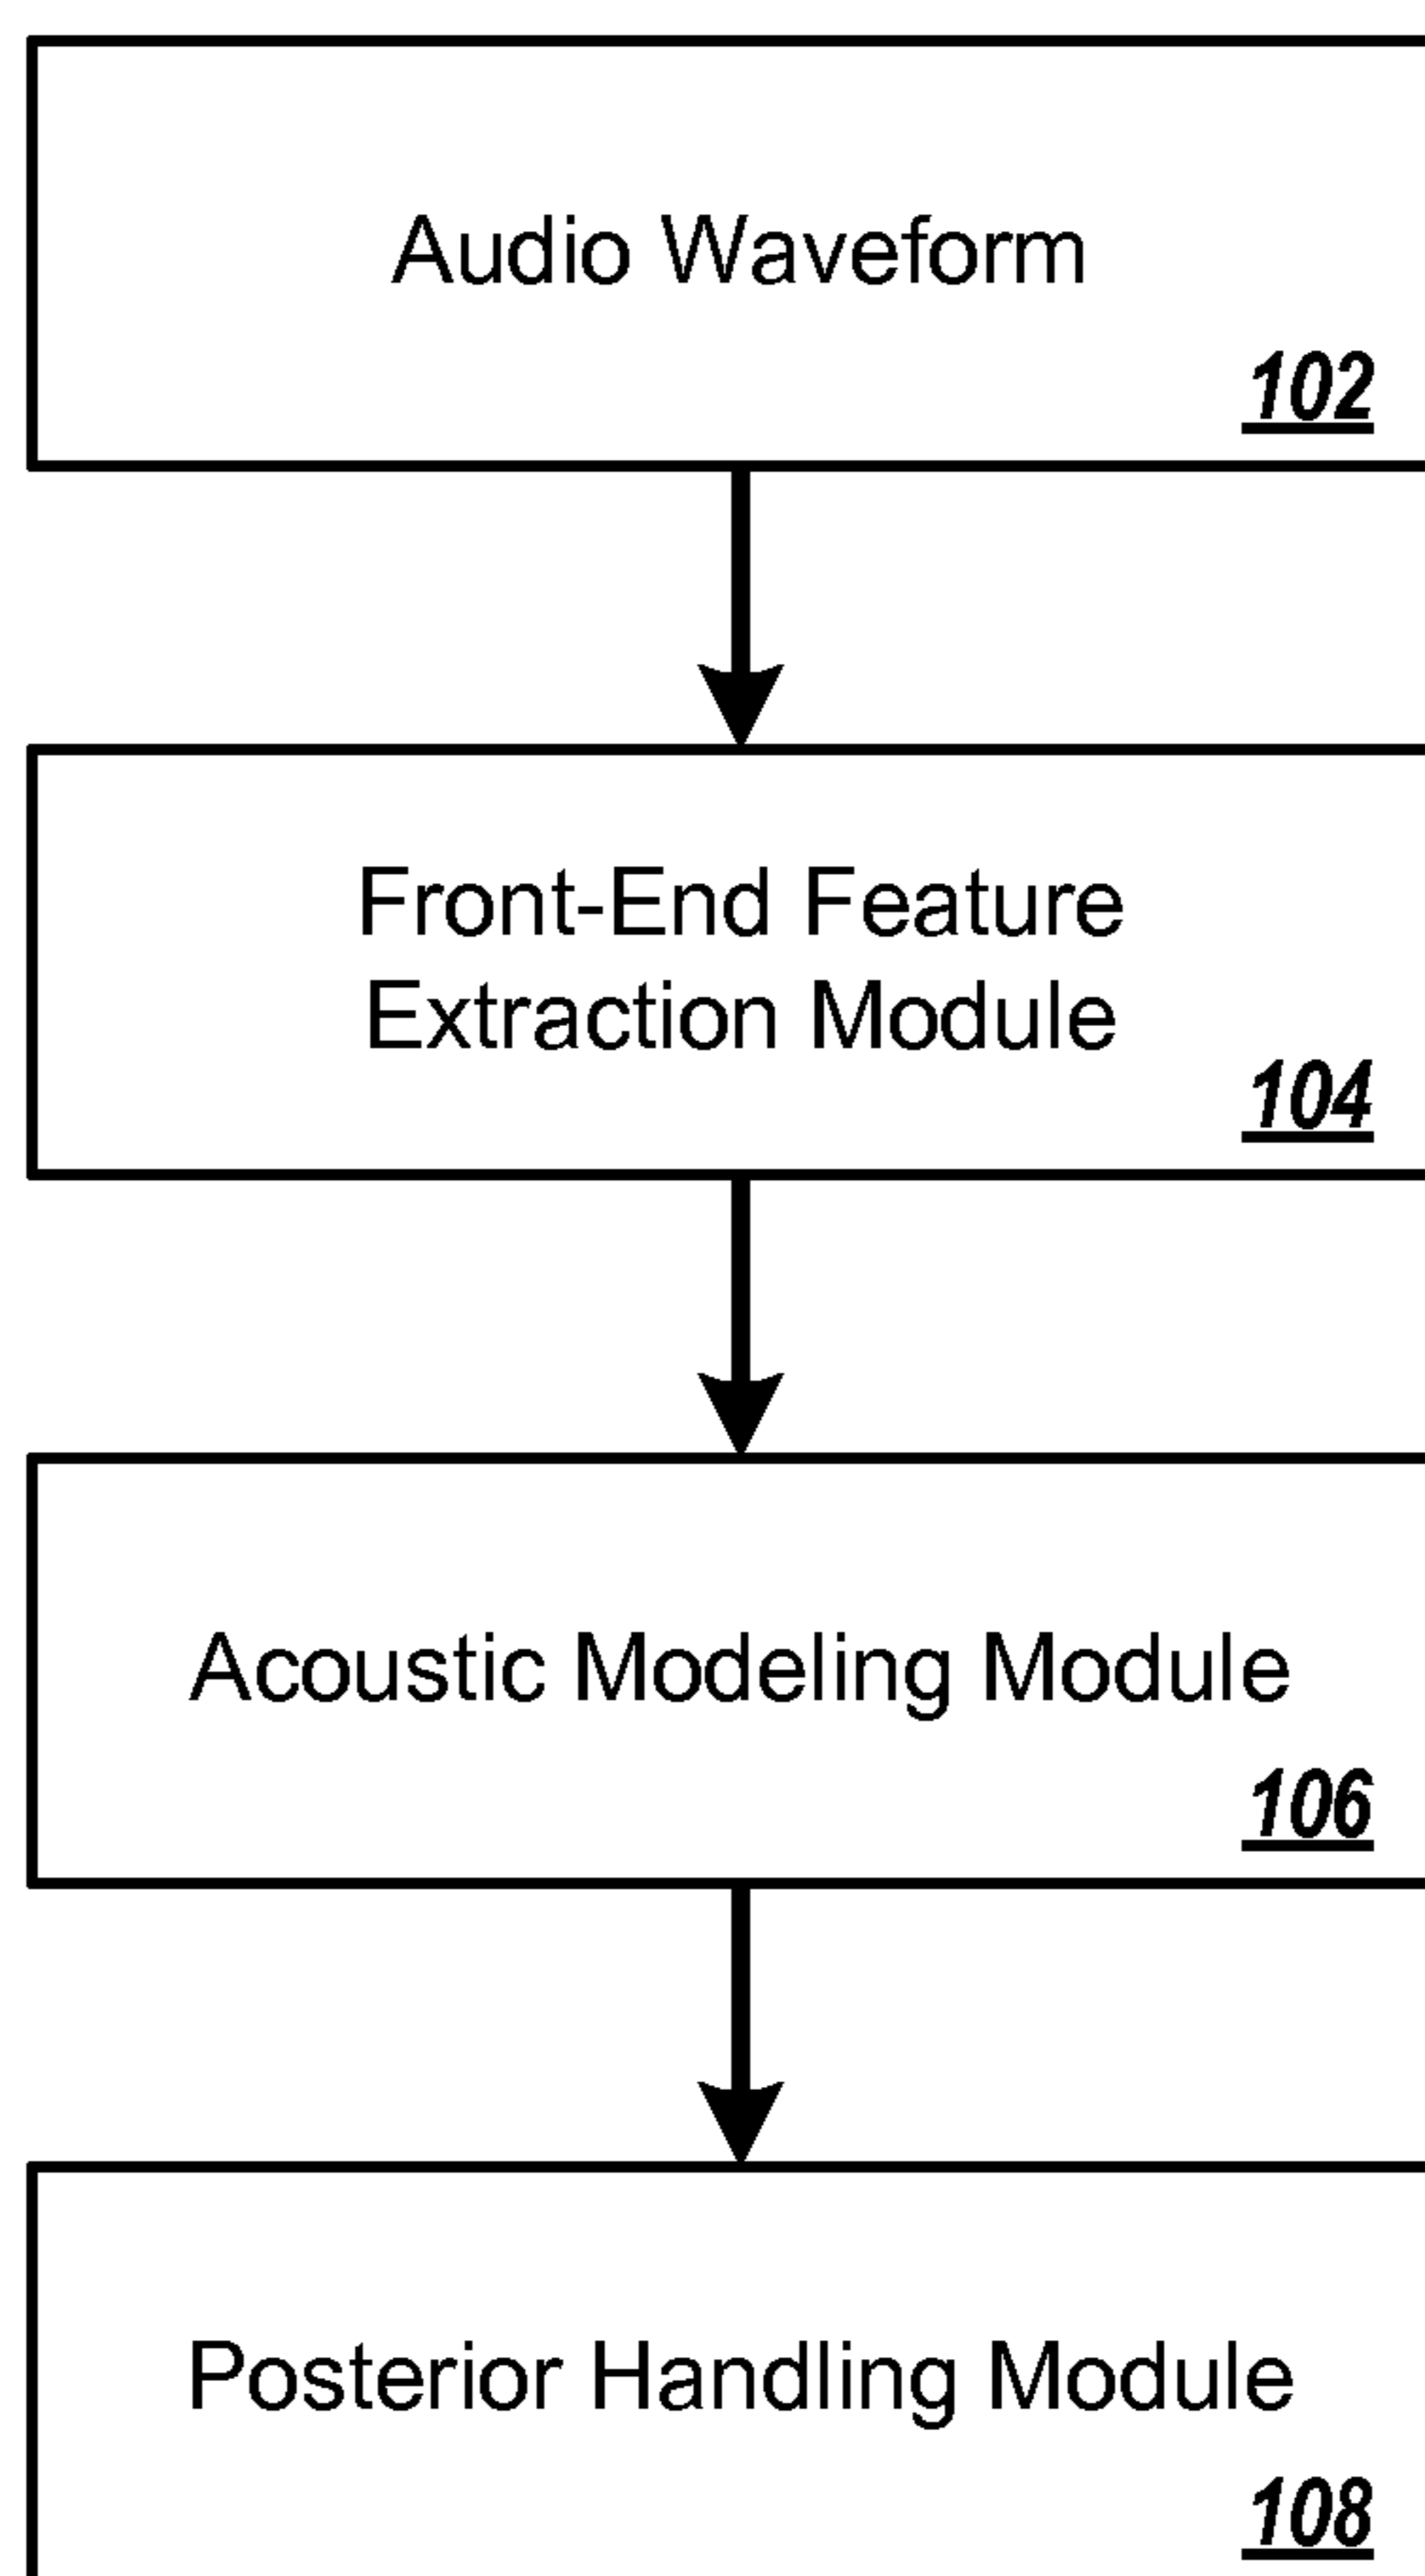 Audio Waveform
102
Front-End Feature
Extraction Module
104
Acoustic Modeling Module
106
Posterior Handling Module
108